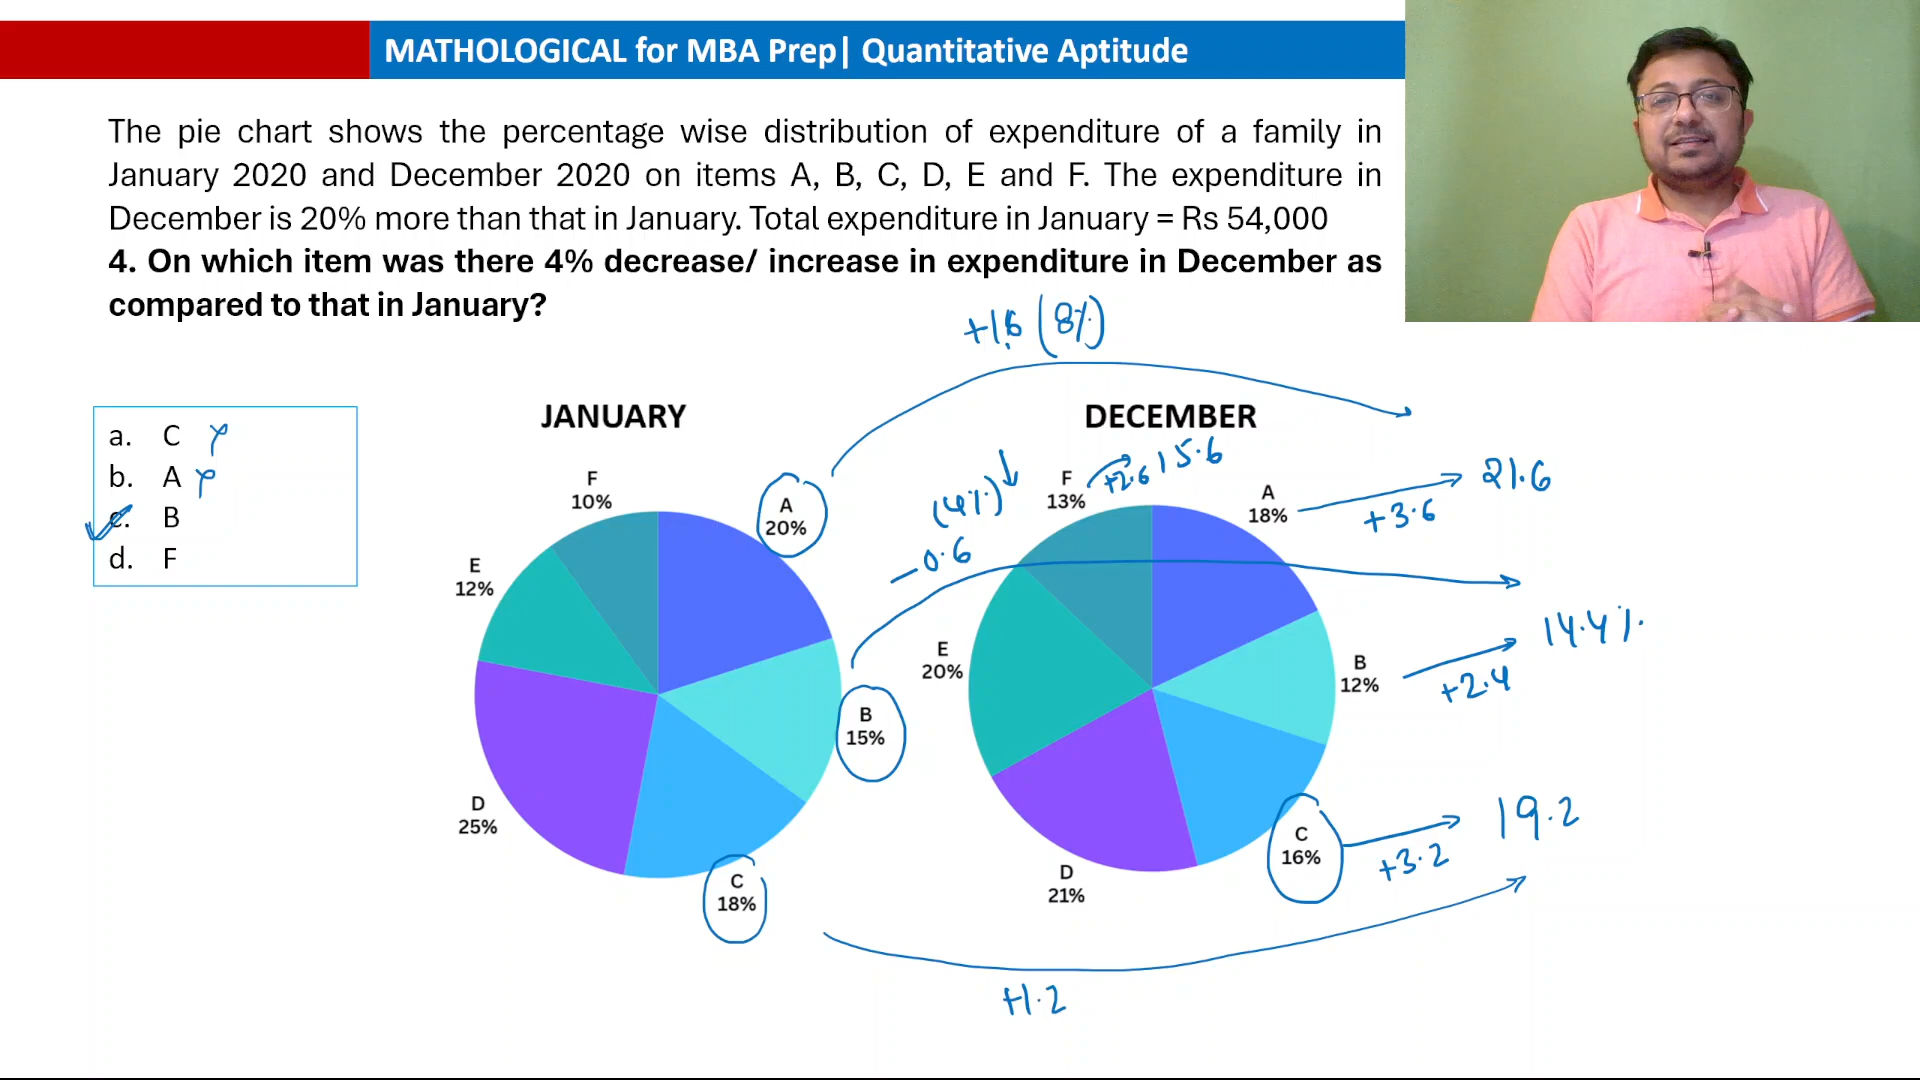 MATHOLOGICAL for MBA Prep| Quantitative Aptitude
The pie chart shows the percentage wise distribution of expenditure of a family in
January 2020 and December 2020 on items A, B, C, D, E and F. The expenditure in
December is 20% more than that in January. Total expenditure in January = Rs 54,000
4. On which item was there 4% decrease/ increase in expenditure in December as
compared to that in January?
+1.6 (8%)
a. C
b. A
c. B
d. F
JANUARY
F
10%
A
20%
E
12%
B
15%
D
25%
C
18%
DECEMBER
(4%)
-0.6
F
13%
+2.6
15.6
A
18%
+3.6
21.6
E
20%
B
12%
+2.4
14.4%
D
21%
C
16%
+3.2
19.2
+1.2